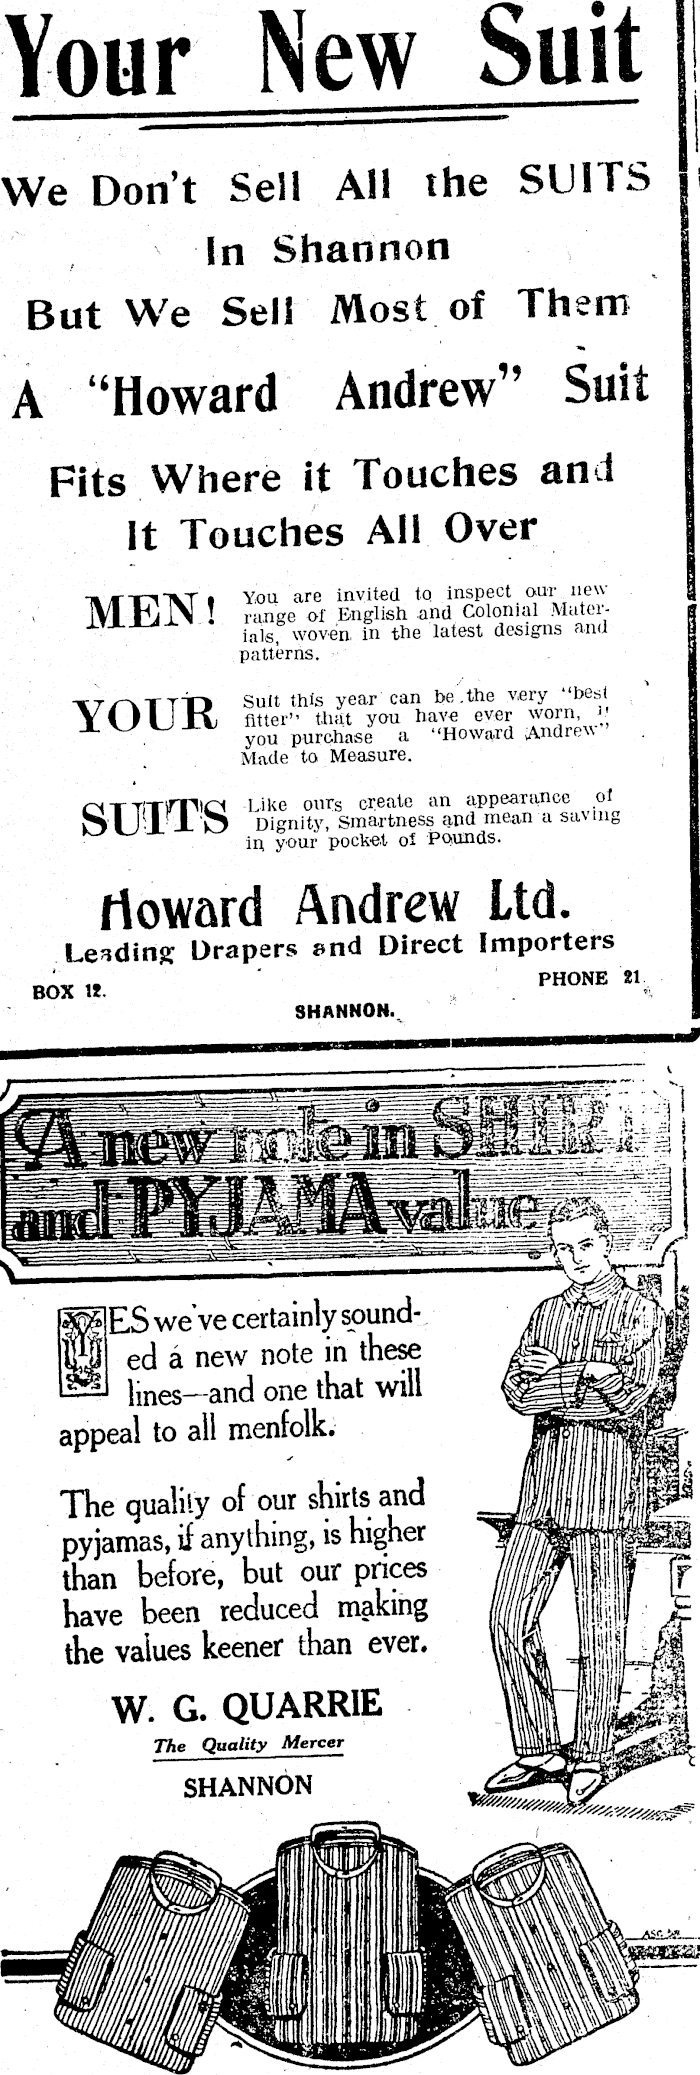 Your New Suit
We Don't Sell All the SUITS
In Shannon
But We Sell Most of Them
A "Howard Andrew" Suit
Fits Where it Touches and
It Touches All Over
MEN! You are invited to inspect our new
range of English and Colonial Mater-
ials, woven in the latest designs and
patterns.
YOUR Suit this year can be the very "best
fitter" that you have ever worn, if
you purchase a "Howard Andrew"
Made to Measure.
SUITS Like ours create an appearance of
Dignity, Smartness and mean a saving
in your pocket of Pounds.
Howard Andrew Ltd.
Leading Drapers and Direct Importers
BOX 12. PHONE 21
SHANNON.
A new note in SHIRT
and PYJAMA value
YES we've certainly sound-
ed a new note in these
lines—and one that will
appeal to all menfolk.
The quality of our shirts and
pyjamas, if anything, is higher
than before, but our prices
have been reduced making
the values keener than ever.
W. G. QUARRIE
The Quality Mercer
SHANNON